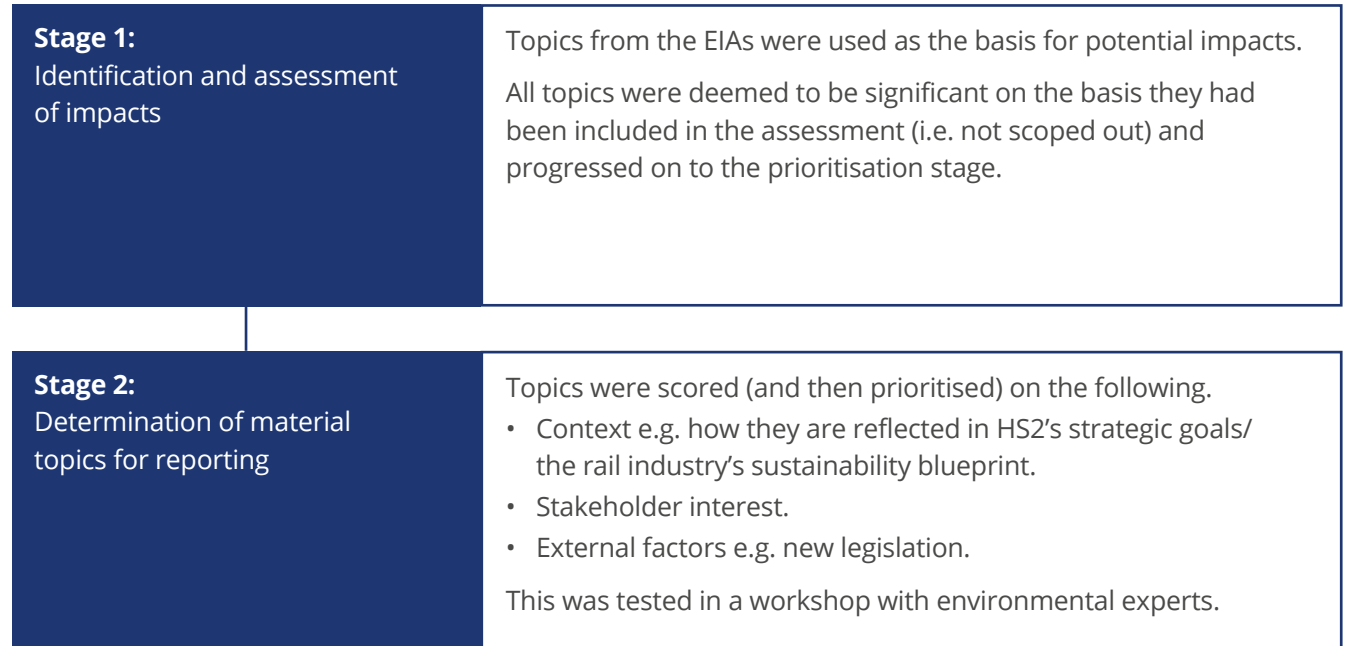 Stage 1:
Identification and assessment
of impacts
Topics from the EIAs were used as the basis for potential impacts.
All topics were deemed to be significant on the basis they had
been included in the assessment (i.e. not scoped out) and
progressed on to the prioritisation stage.
Stage 2:
Determination of material
topics for reporting
Topics were scored (and then prioritised) on the following.
• Context e.g. how they are reflected in HS2’s strategic goals/
the rail industry’s sustainability blueprint.
• Stakeholder interest.
• External factors e.g. new legislation.
This was tested in a workshop with environmental experts.